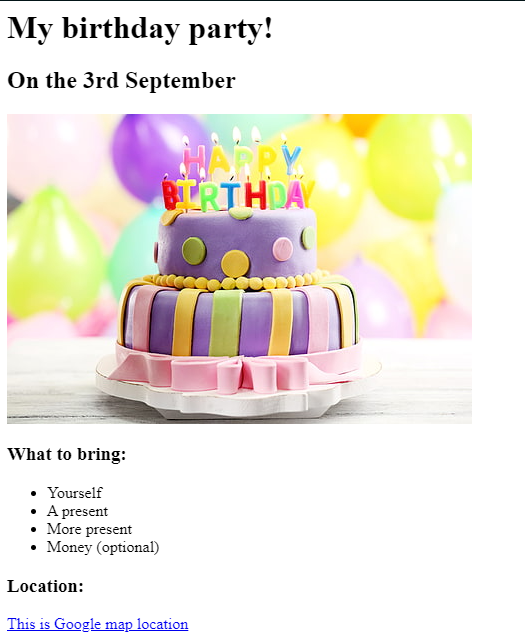 My birthday party!
On the 3rd September
HAPPY
BIRTHDAY
What to bring:
Yourself
A present
More present
Money (optional)
Location:
This is Google map location